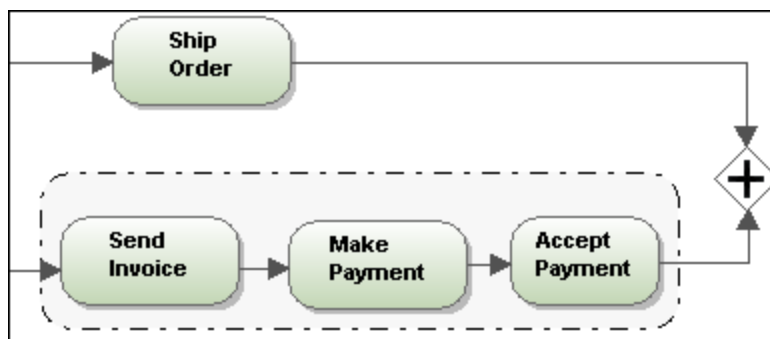 Ship
Order
Send
Invoice
Make
Payment
Accept
Payment